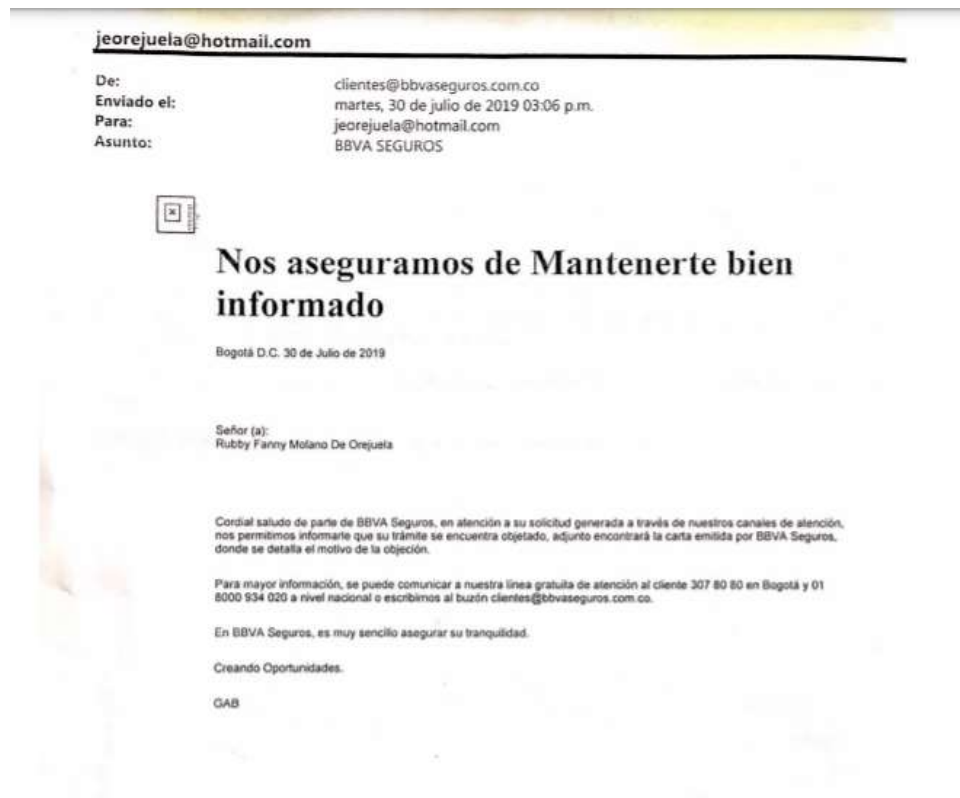 jeorejuela@hotmail.com
De: clientes@bbvaseguros.com.co
Enviado el: martes, 30 de julio de 2019 03:06 p.m.
Para: jeorejuela@hotmail.com
Asunto: BBVA SEGUROS
Nos aseguramos de Mantenerte bien
informado
Bogotá D.C. 30 de Julio de 2019
Señor (a):
Rubby Fanny Molano De Orejuela
Cordial saludo de parte de BBVA Seguros, en atención a su solicitud generada a través de nuestros canales de atención,
nos permitimos informarle que su trámite se encuentra objetado, adjunto encontrará la carta emitida por BBVA Seguros,
donde se detalla el motivo de la objeción.
Para mayor información, se puede comunicar a nuestra línea gratuita de atención al cliente 307 80 80 en Bogotá y 01
8000 934 020 a nivel nacional o escribirnos al buzón clientes@bbvaseguros.com.co.
En BBVA Seguros, es muy sencillo asegurar su tranquilidad.
Creando Oportunidades.
GAB